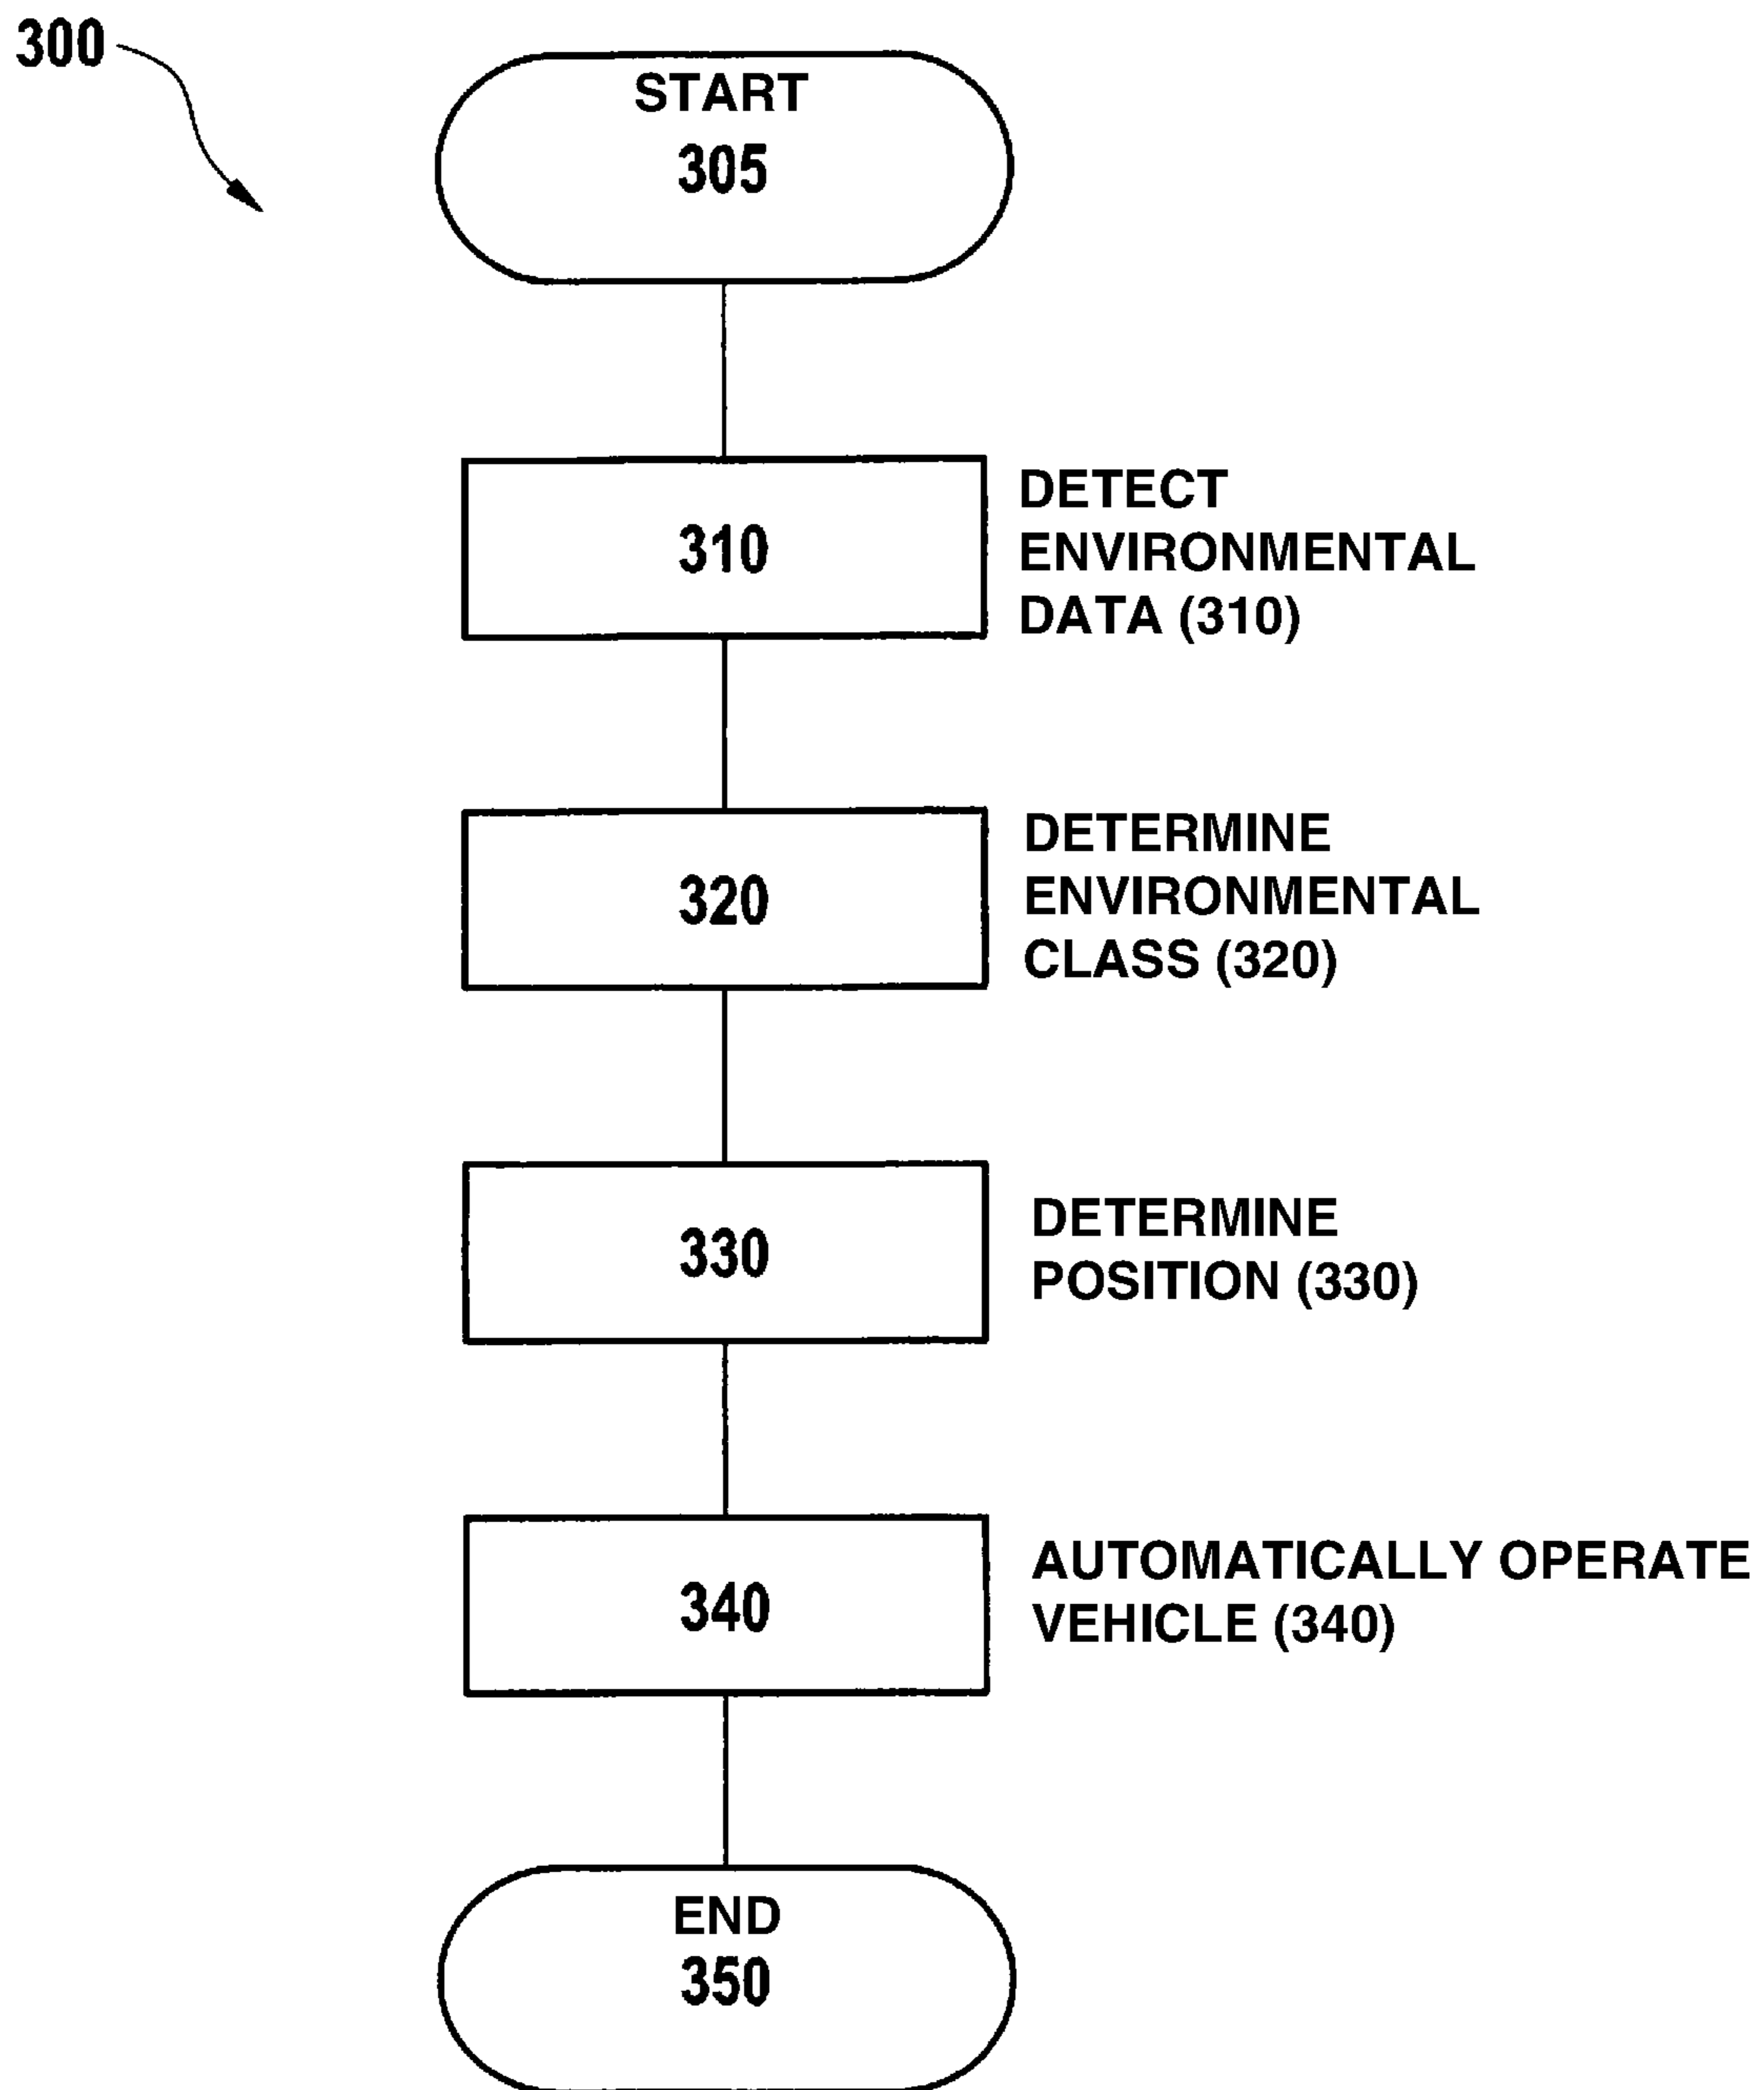 300
START
305
310
DETECT
ENVIRONMENTAL
DATA (310)
320
DETERMINE
ENVIRONMENTAL
CLASS (320)
330
DETERMINE
POSITION (330)
340
AUTOMATICALLY OPERATE
VEHICLE (340)
END
350